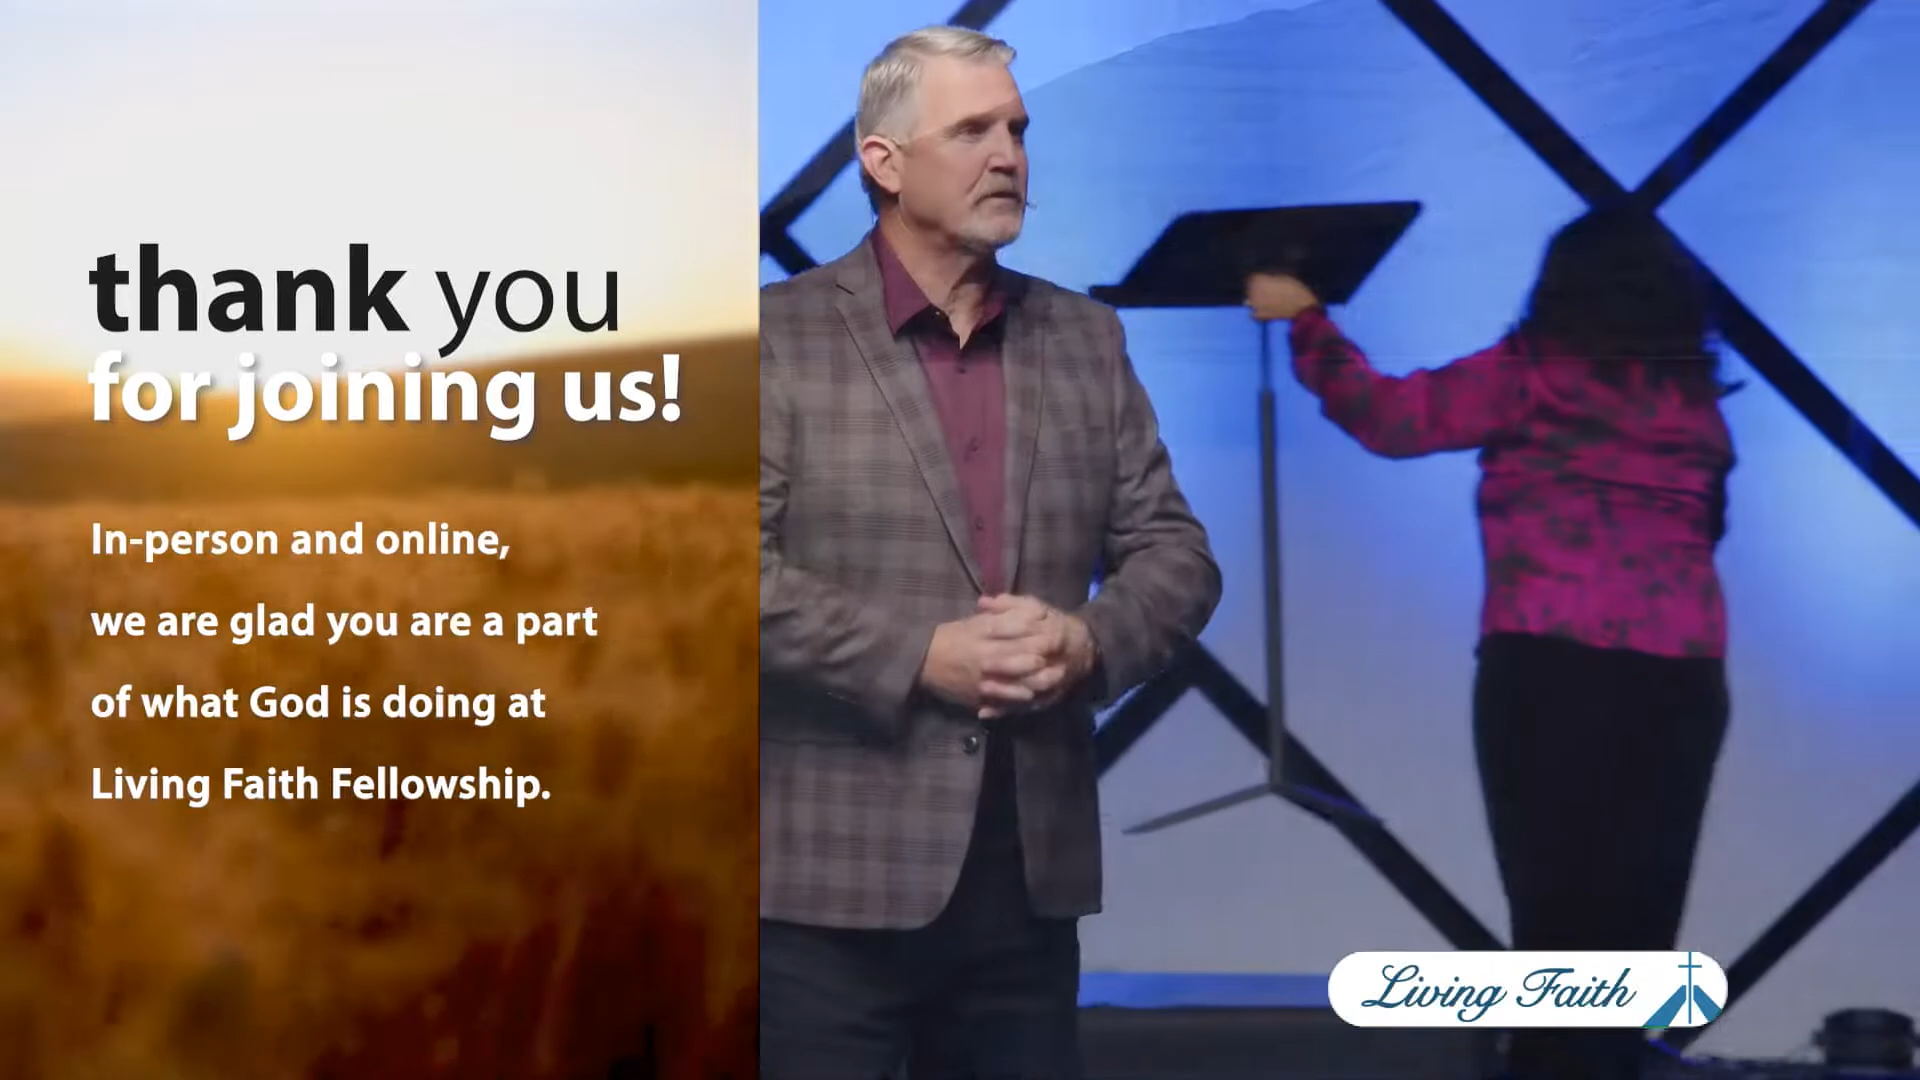 thank you
for joining us!
In-person and online,
we are glad you are a part
of what God is doing at
Living Faith Fellowship.
Living Faith